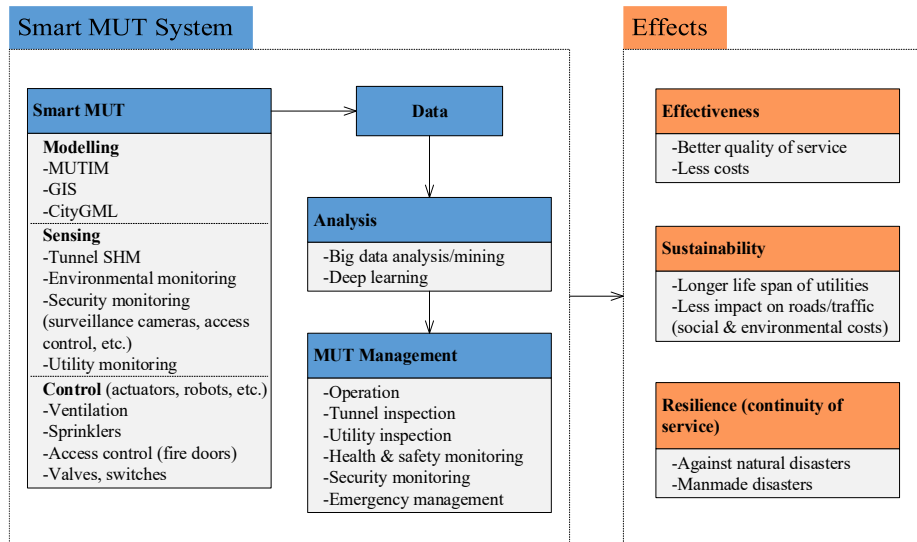 Smart MUT System
Smart MUT
Modelling
-MUTIM
-GIS
-CityGML
Sensing
-Tunnel SHM
-Environmental monitoring
-Security monitoring
(surveillance cameras, access
control, etc.)
-Utility monitoring
Control (actuators, robots, etc.)
-Ventilation
-Sprinklers
-Access control (fire doors)
-Valves, switches
Data
Analysis
-Big data analysis/mining
-Deep learning
MUT Management
-Operation
-Tunnel inspection
-Utility inspection
-Health & safety monitoring
-Security monitoring
-Emergency management
Effects
Effectiveness
-Better quality of service
-Less costs
Sustainability
-Longer life span of utilities
-Less impact on roads/traffic
(social & environmental costs)
Resilience (continuity of
service)
-Against natural disasters
-Manmade disasters